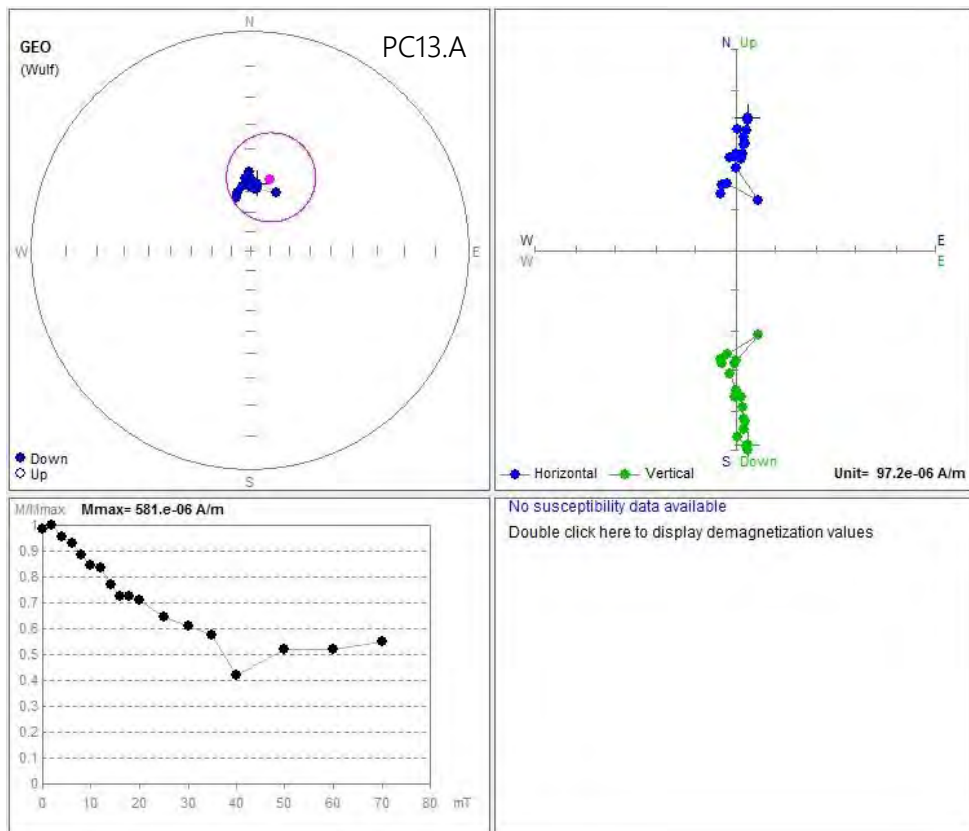 N
GEO
PC13.A
(Wulf)
W E
Down
Up
S
N Up
W E
W E
S Down
Horizontal Vertical Unit= 97.2e-06 A/m
M/Mmax Mmax= 581.e-06 A/m
1
0.9
0.8
0.7
0.6
0.5
0.4
0.3
0.2
0.1
0
0 10 20 30 40 50 60 70 80 mT
No susceptibility data available
Double click here to display demagnetization values